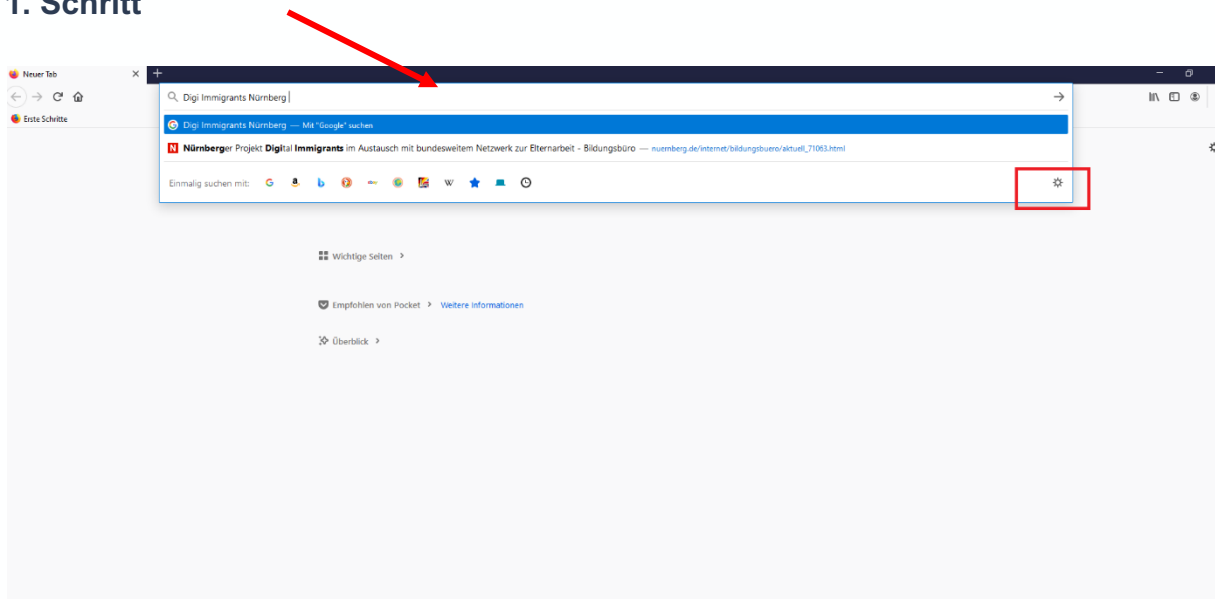 1. Schritt
Neuer Tab
Digi Immigrants Nürnberg
Erste Schritte
Digi Immigrants Nürnberg — Mit "Google" suchen
Nürnberger Projekt Digital Immigrants im Austausch mit bundesweitem Netzwerk zur Elternarbeit - Bildungsbüro — nuernberg.de/internet/bildungsbuero/aktuell_71063.html
Einmalig suchen mit:
Wichtige Seiten
Empfohlen von Pocket Weitere Informationen
Überblick